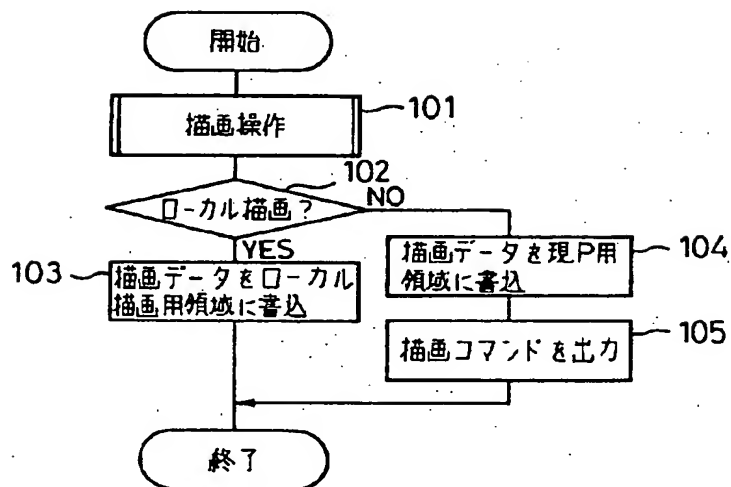 開始
描画操作
101
102
ローカル描画?
NO
YES
103
描画データをローカル
描画用領域に書込
描画データを現P用
領域に書込
104
描画コマンドを出力
105
終了